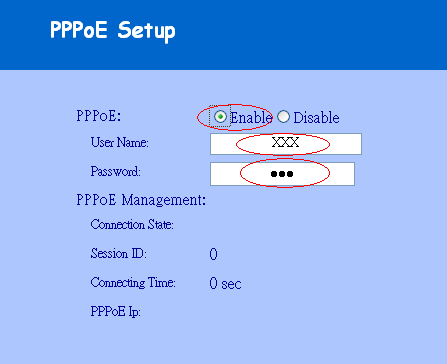 PPPoE Setup
PPPoE: Enable Disable
User Name: XXX
Password: •••
PPPoE Management:
Connection State:
Session ID: 0
Connecting Time: 0 sec
PPPoE Ip: